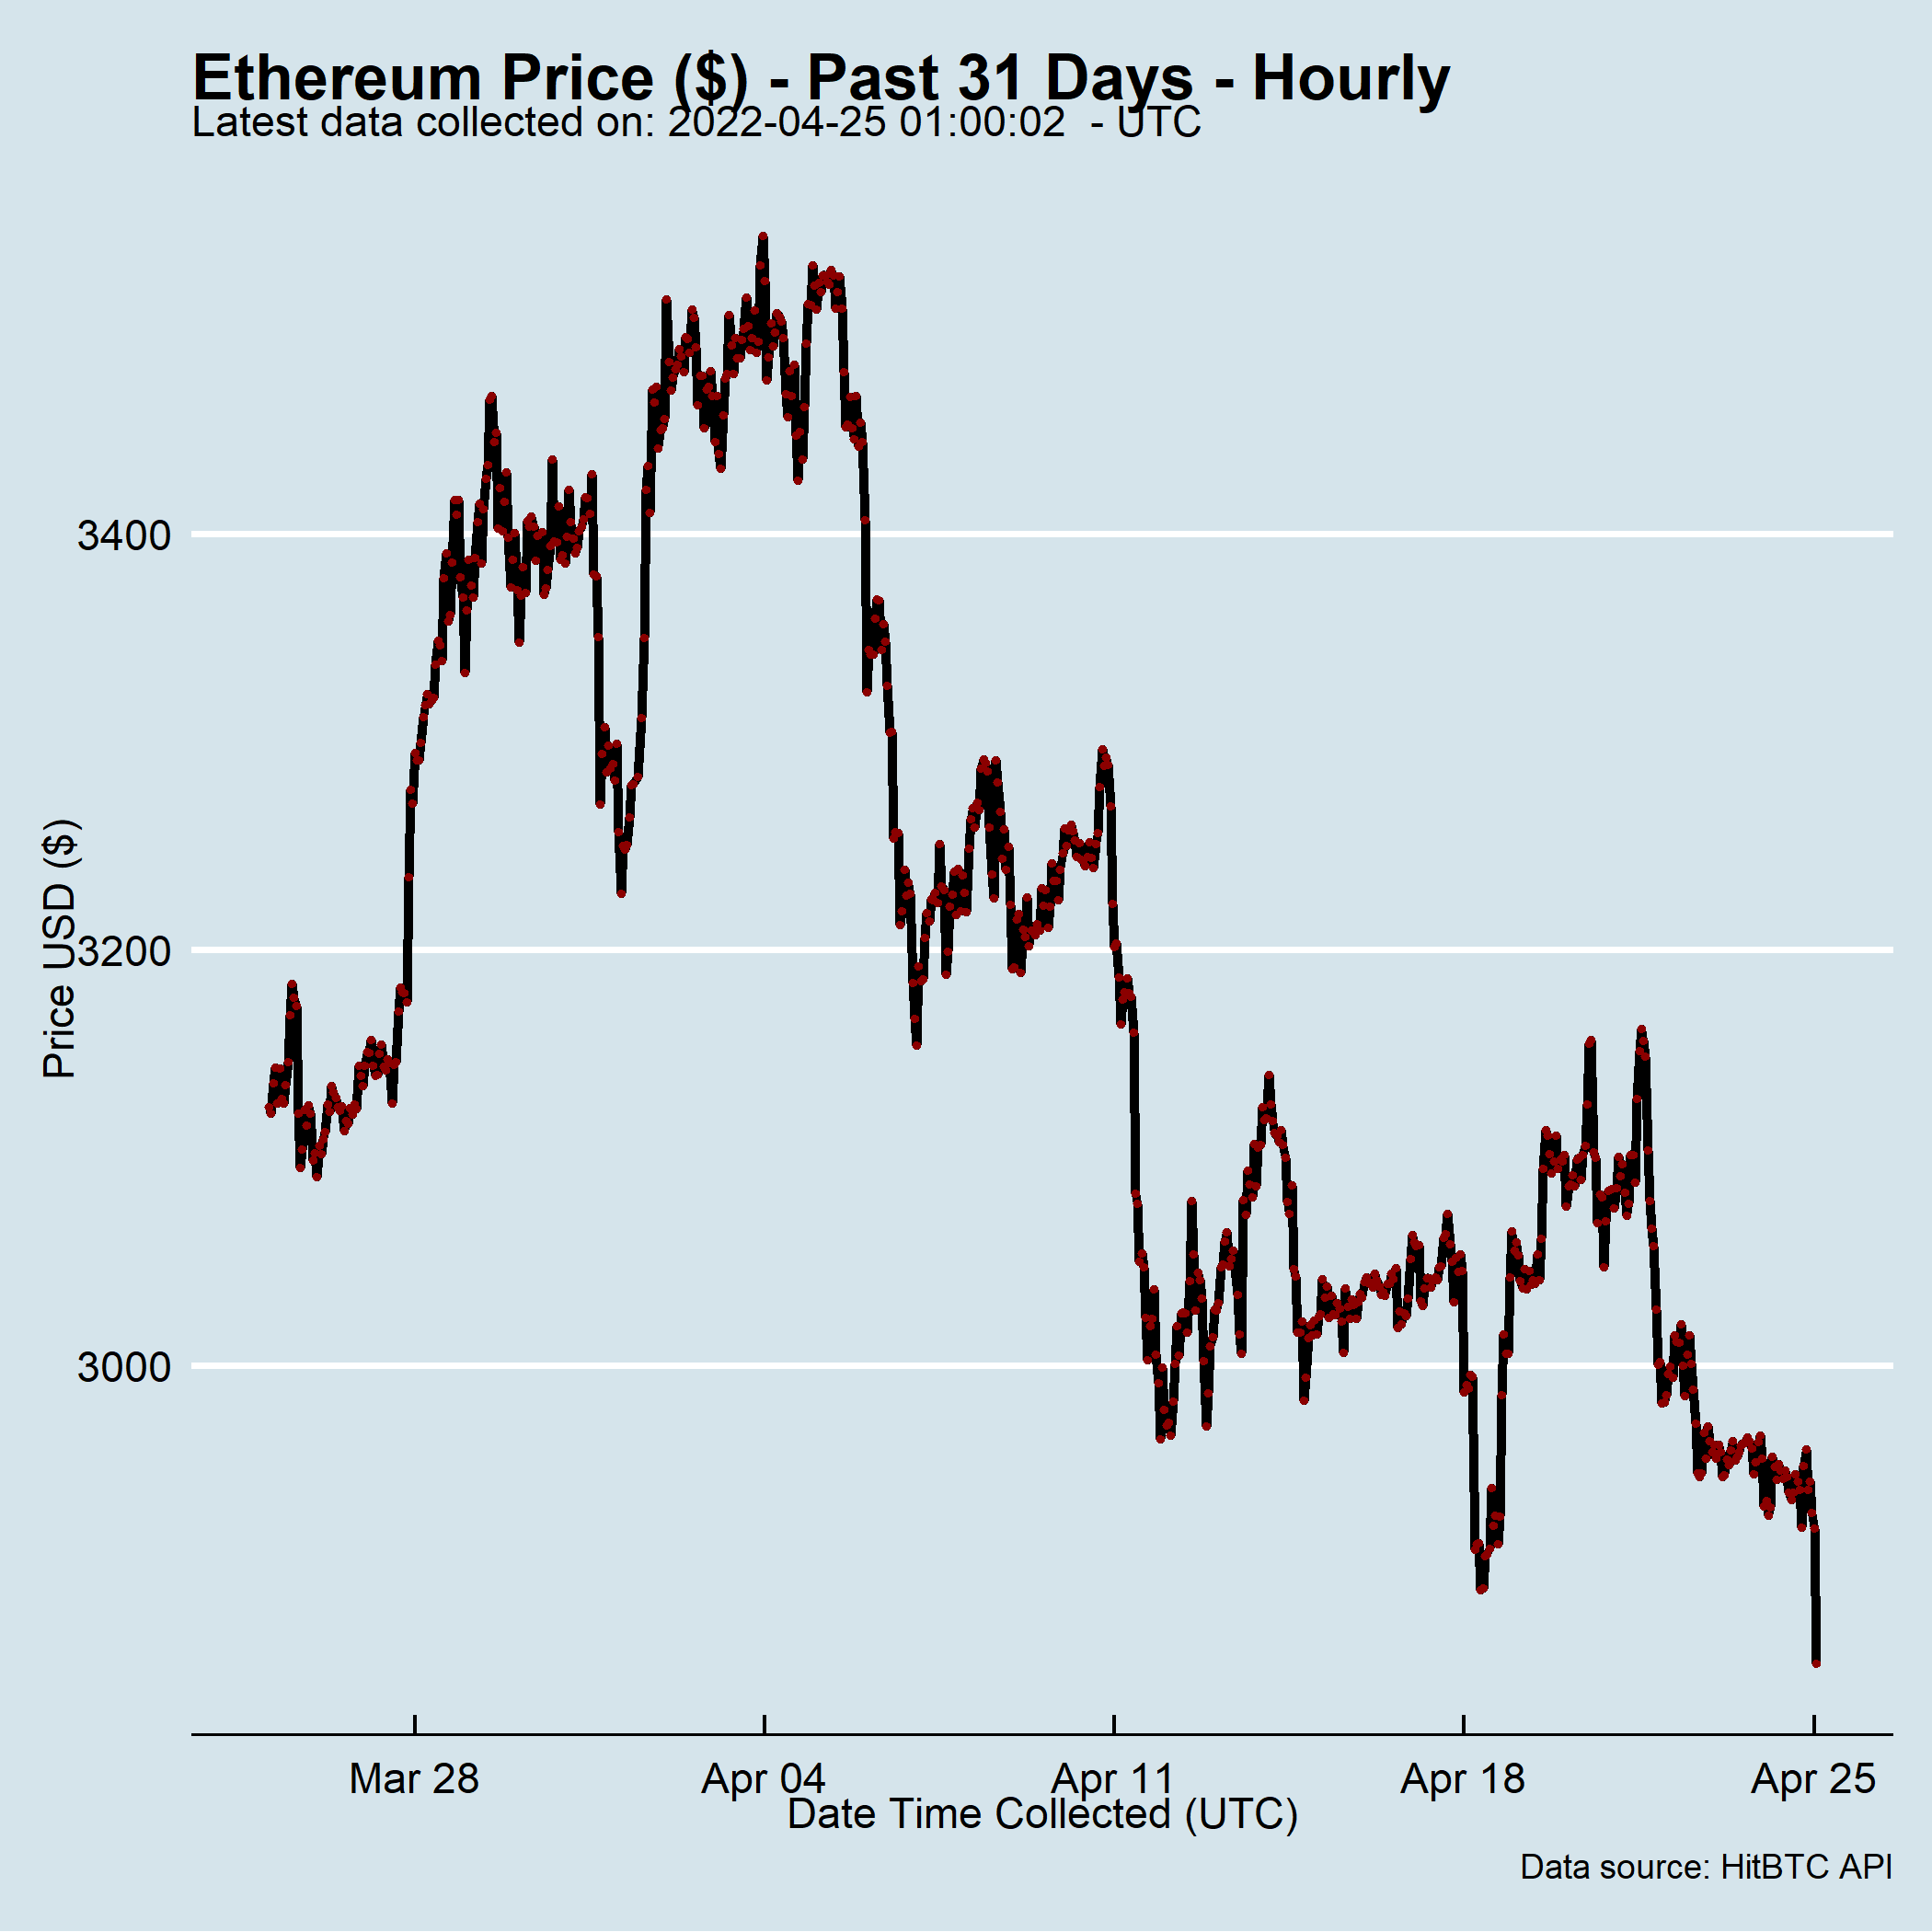 Ethereum Price ($) - Past 31 Days - Hourly
Latest data collected on: 2022-04-25 01:00:02  - UTC
Price USD ($)
3400
3200
3000
Mar 28
Apr 04
Apr 11
Apr 18
Apr 25
Date Time Collected (UTC)
Data source: HitBTC API